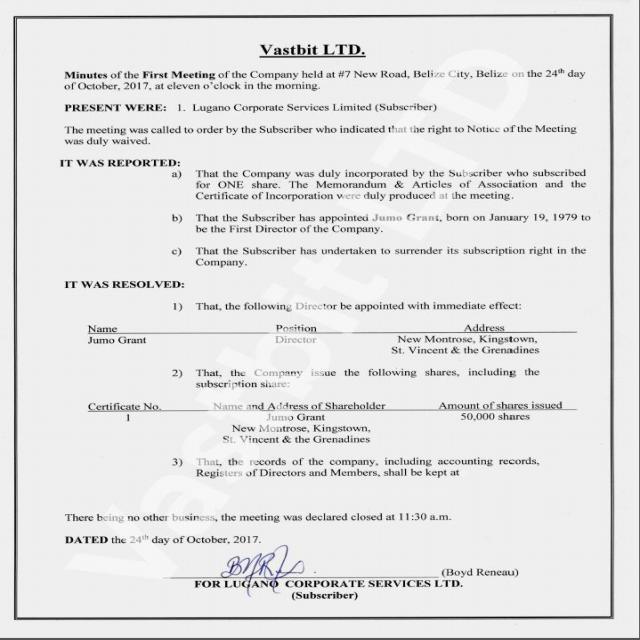 Vastbit LTD.
Minutes of the First Meeting of the Company held at #7 New Road, Belize City, Belize on the 24th day
of October, 2017, at eleven o'clock in the morning.
PRESENT WERE: 1. Lugano Corporate Services Limited (Subscriber)
The meeting was called to order by the Subscriber who indicated that the right to Notice of the Meeting
was duly waived.
IT WAS REPORTED:
a) That the Company was duly incorporated by the Subscriber who subscribed
for ONE share. The Memorandum & Articles of Association and the
Certificate of Incorporation were duly produced at the meeting.
b) That the Subscriber has appointed Jumo Grant, born on January 19, 1979 to
be the First Director of the Company.
c) That the Subscriber has undertaken to surrender its subscription right in the
Company.
IT WAS RESOLVED:
1) That, the following Director be appointed with immediate effect:
Name Position Address
Jumo Grant Director New Montrose, Kingstown,
St. Vincent & the Grenadines
2) That, the Company issue the following shares, including the
subscription share:
Certificate No. Name and Address of Shareholder Amount of shares issued
1 Jumo Grant 50,000 shares
New Montrose, Kingstown,
St. Vincent & the Grenadines
3) That, the records of the company, including accounting records,
Registers of Directors and Members, shall be kept at
There being no other business, the meeting was declared closed at 11:30 a.m.
DATED the 24th day of October, 2017.
(Boyd Reneau)
FOR LUGANO CORPORATE SERVICES LTD.
(Subscriber)
Vastbit LTD